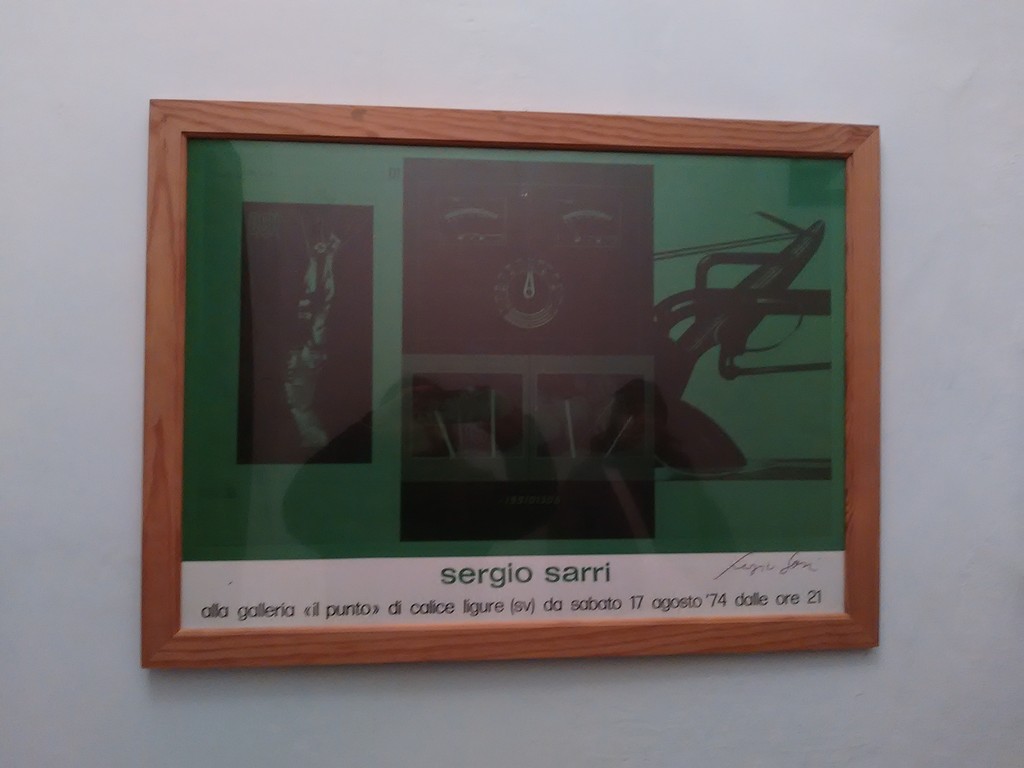 sergio sarri
alla galleria «il punto» di calice ligure (sv) da sabato 17 agosto '74 dalle ore 21